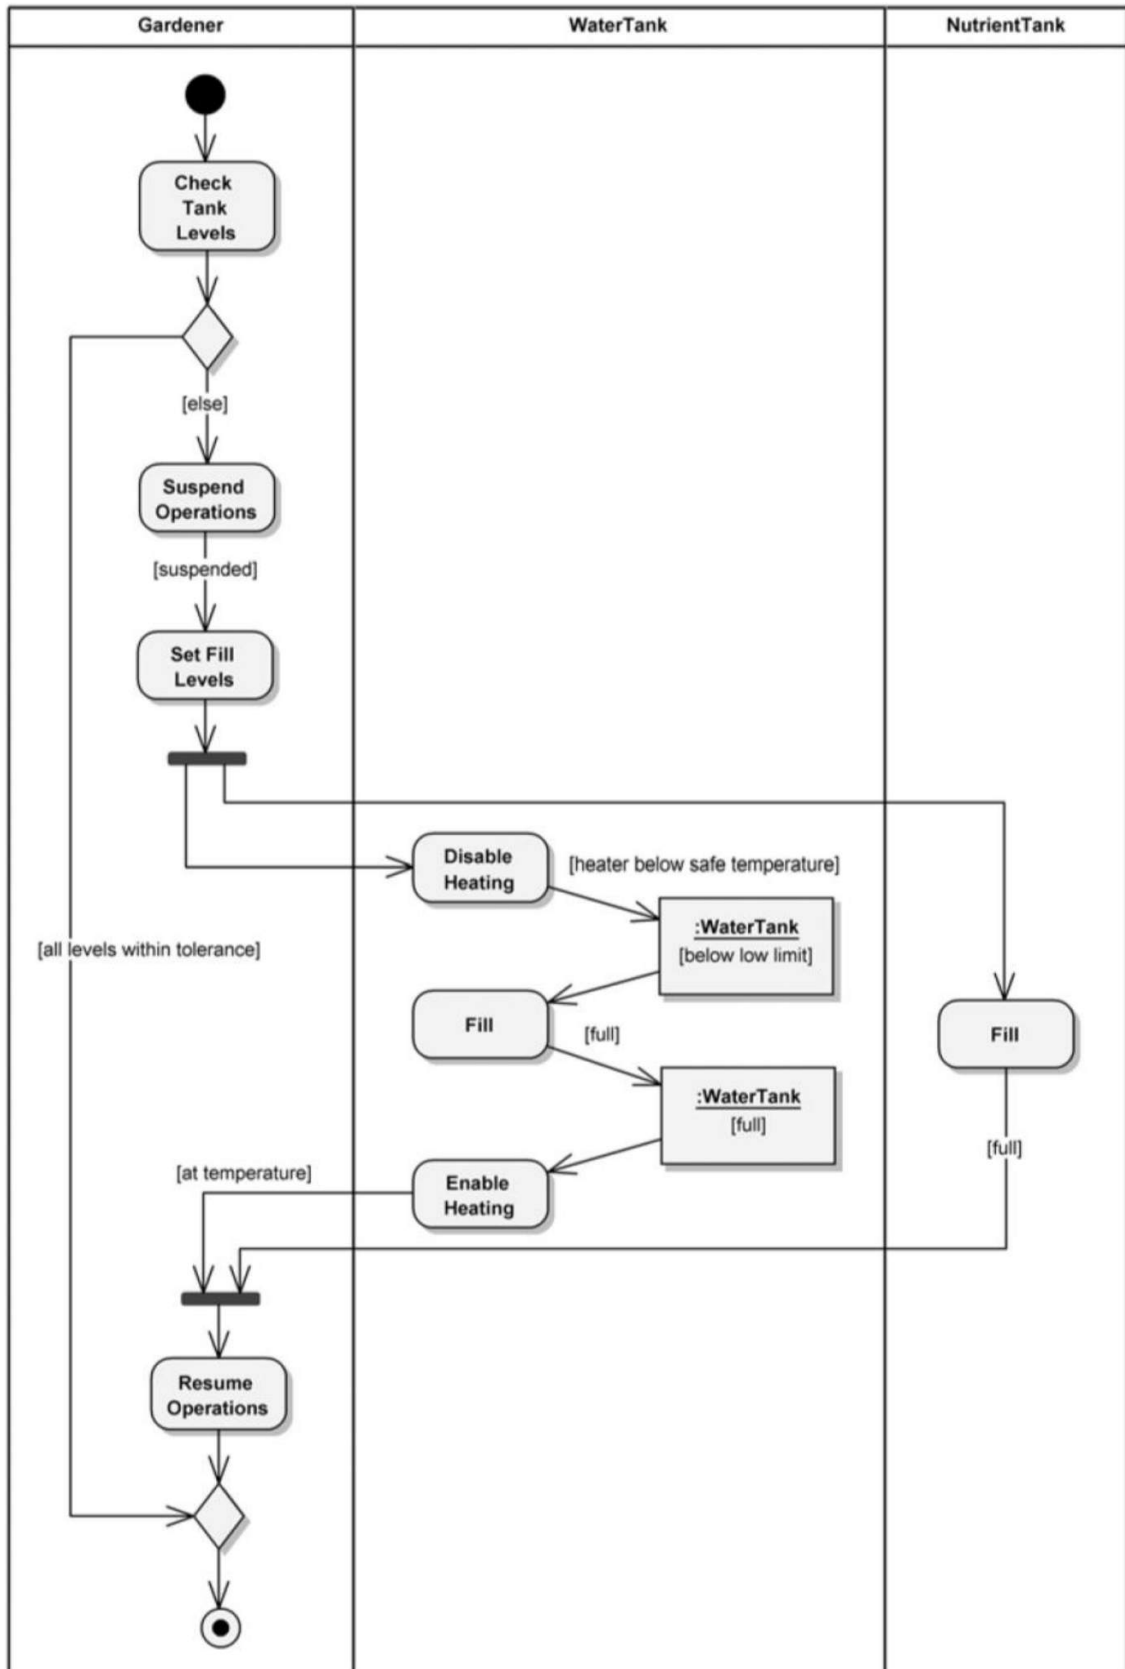 Gardener
WaterTank
NutrientTank
Check
Tank
Levels
[else]
Suspend
Operations
[suspended]
Set Fill
Levels
Disable
Heating
[heater below safe temperature]
:WaterTank
[below low limit]
[all levels within tolerance]
Fill
[full]
Fill
:WaterTank
[full]
[full]
[at temperature]
Enable
Heating
Resume
Operations